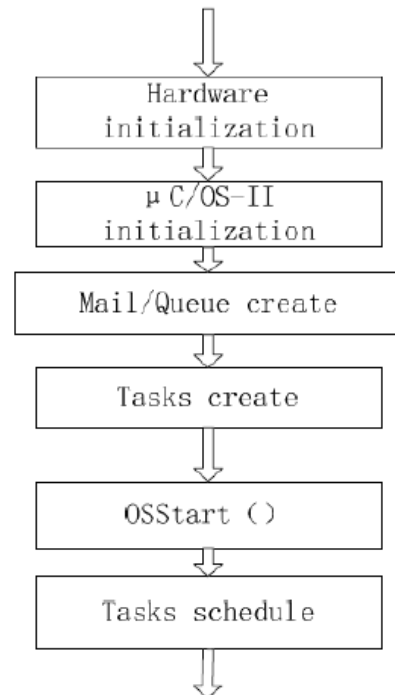 Hardware
initialization
μC/OS-II
initialization
Mail/Queue create
Tasks create
OSStart ()
Tasks schedule